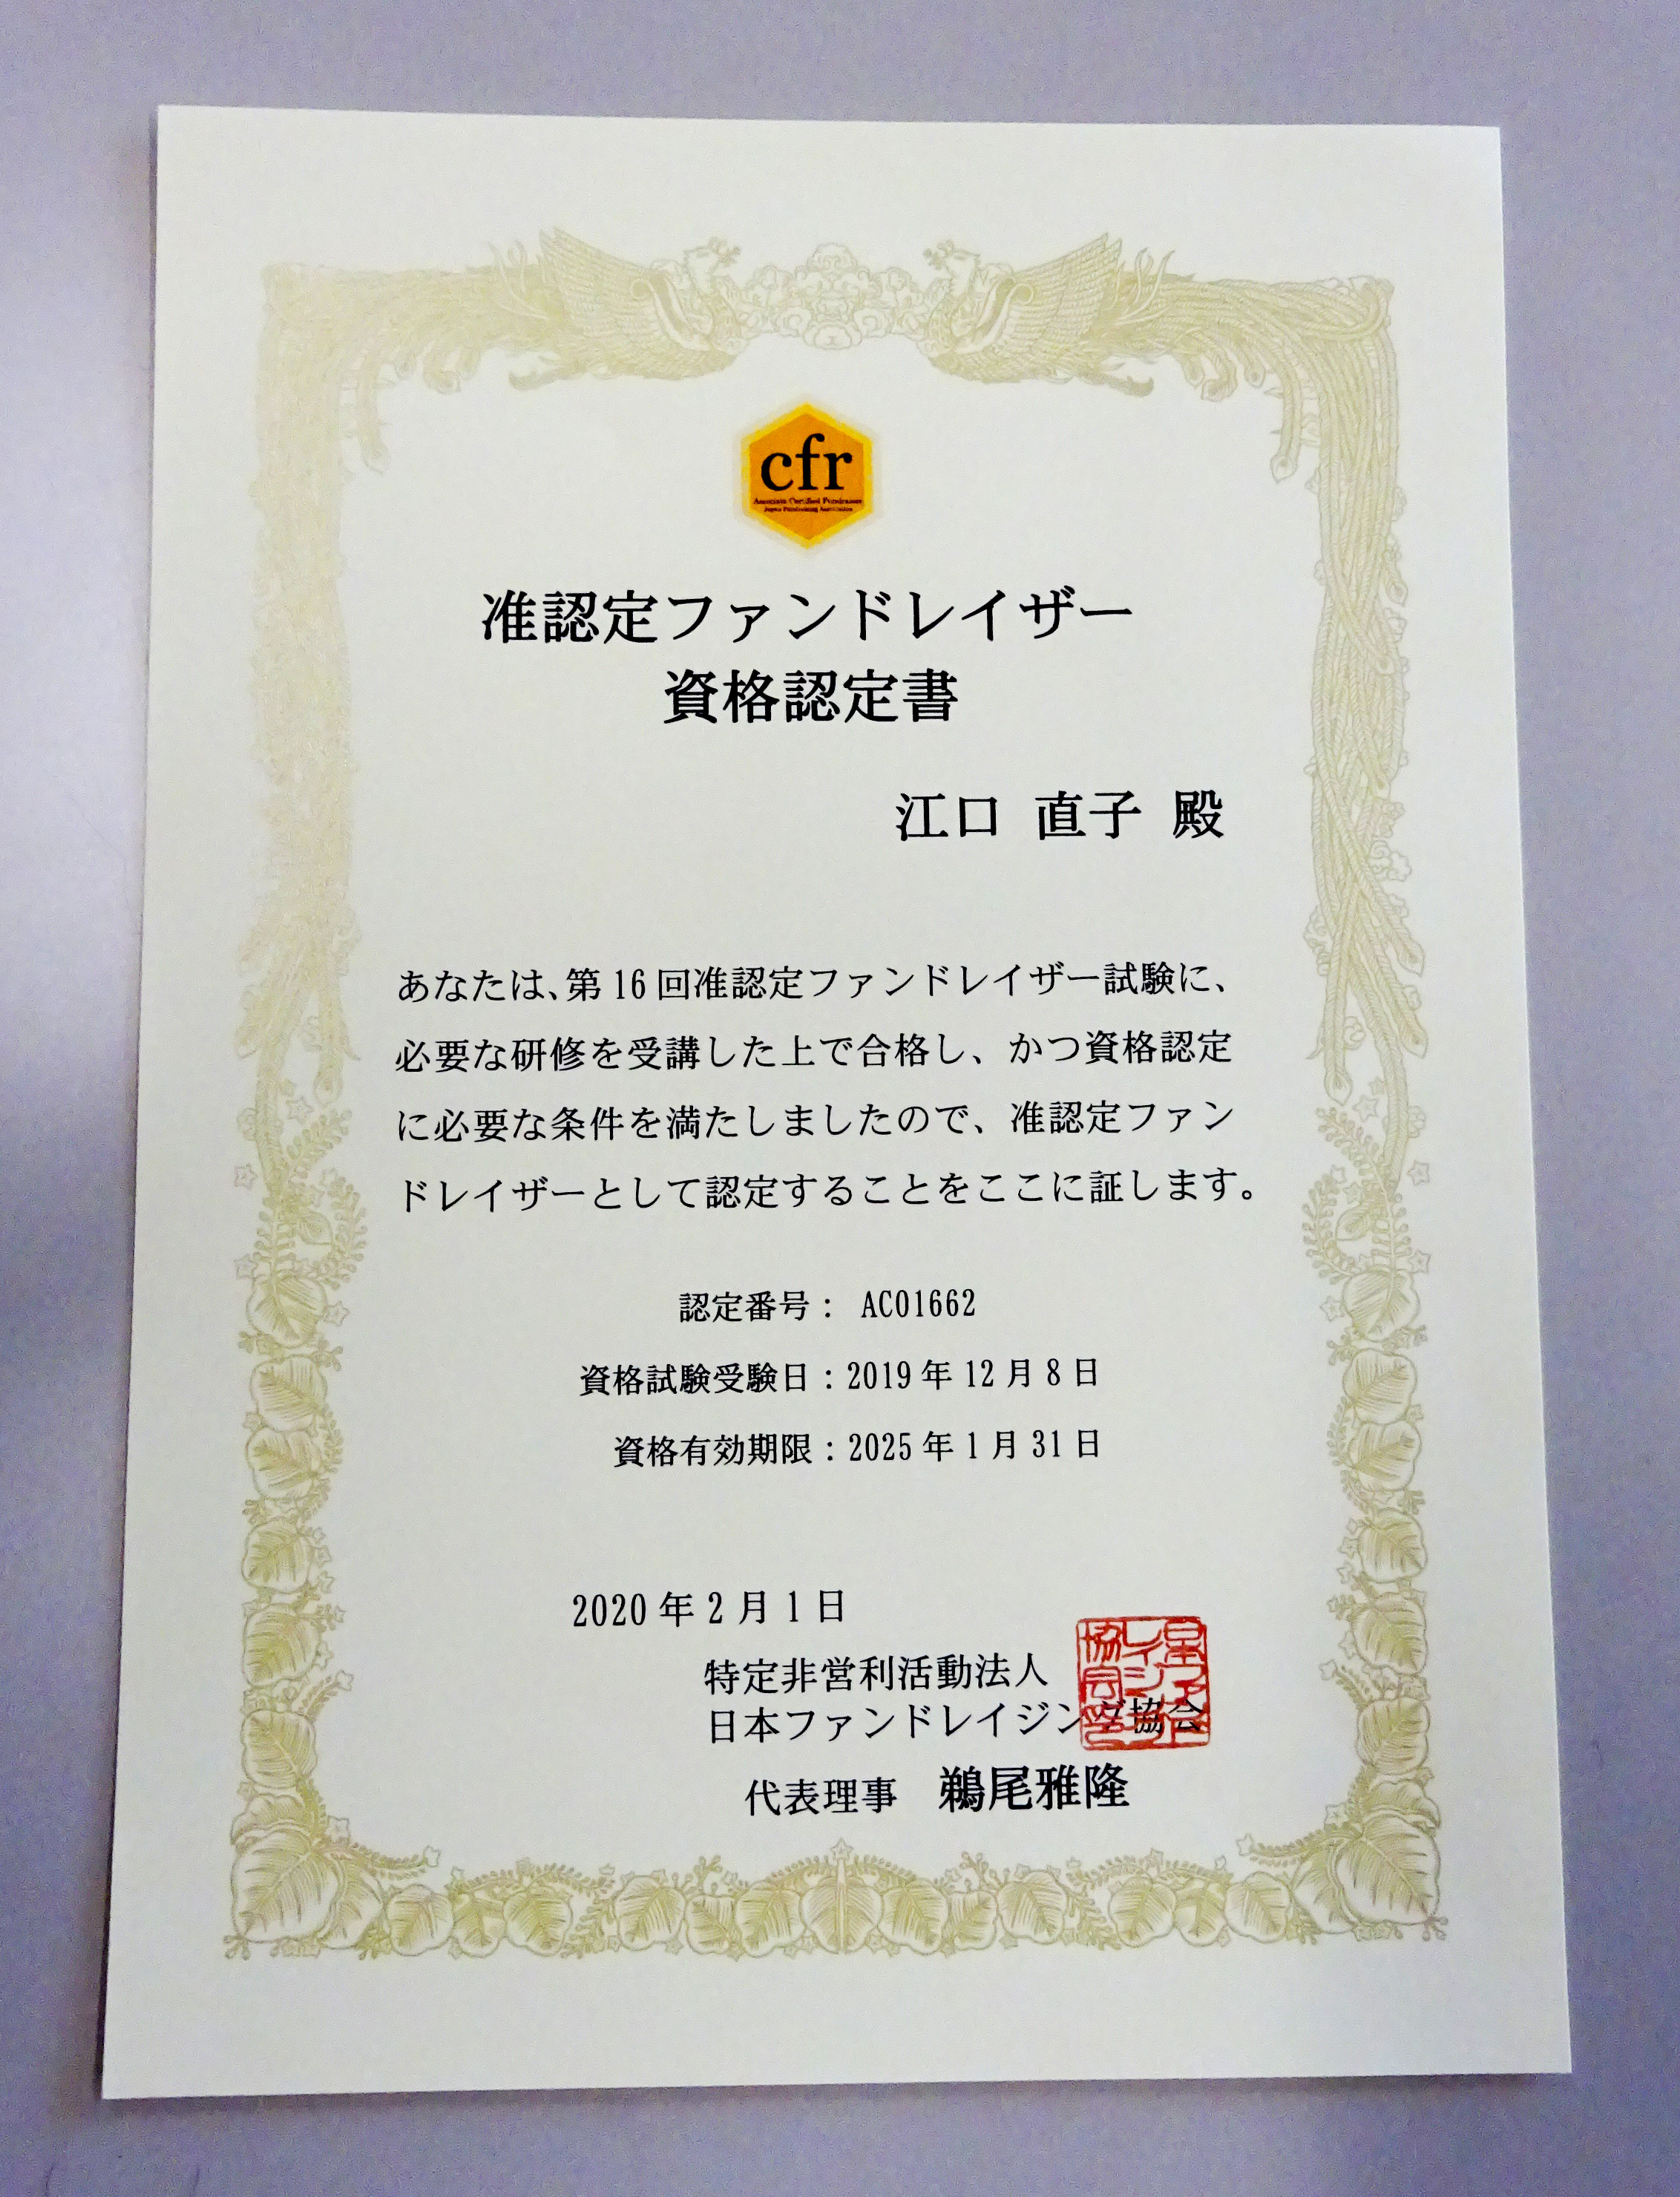 cfr
Associate Certified Fundraiser
Japan Fundraising Association
准認定ファンドレイザー
資格認定書
江口 直子 殿
あなたは、第16回准認定ファンドレイザー試験に、
必要な研修を受講した上で合格し、かつ資格認定
に必要な条件を満たしましたので、准認定ファン
ドレイザーとして認定することをここに証します。
認定番号： AC01662
資格試験受験日：2019年12月8日
資格有効期限：2025年1月31日
2020年2月1日
特定非営利活動法人
日本ファンドレイジング協会
代表理事 鵜尾雅隆